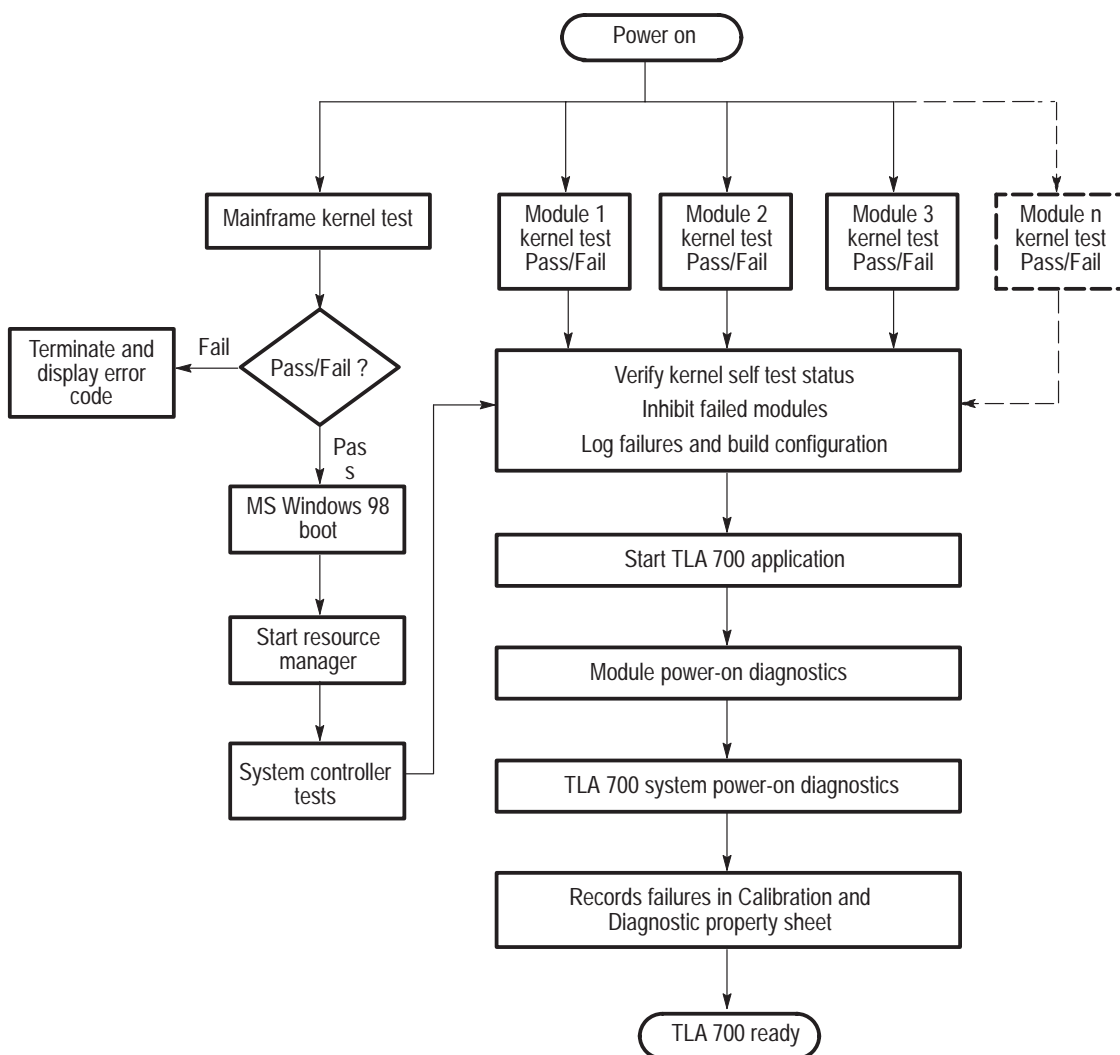 Power on
Mainframe kernel test
Module 1
kernel test
Pass/Fail
Module 2
kernel test
Pass/Fail
Module 3
kernel test
Pass/Fail
Module n
kernel test
Pass/Fail
Terminate and
display error
code
Fail
Pass/Fail ?
Pas
s
Verify kernel self test status
Inhibit failed modules
Log failures and build configuration
MS Windows 98
boot
Start resource
manager
System controller
tests
Start TLA 700 application
Module power-on diagnostics
TLA 700 system power-on diagnostics
Records failures in Calibration and
Diagnostic property sheet
TLA 700 ready